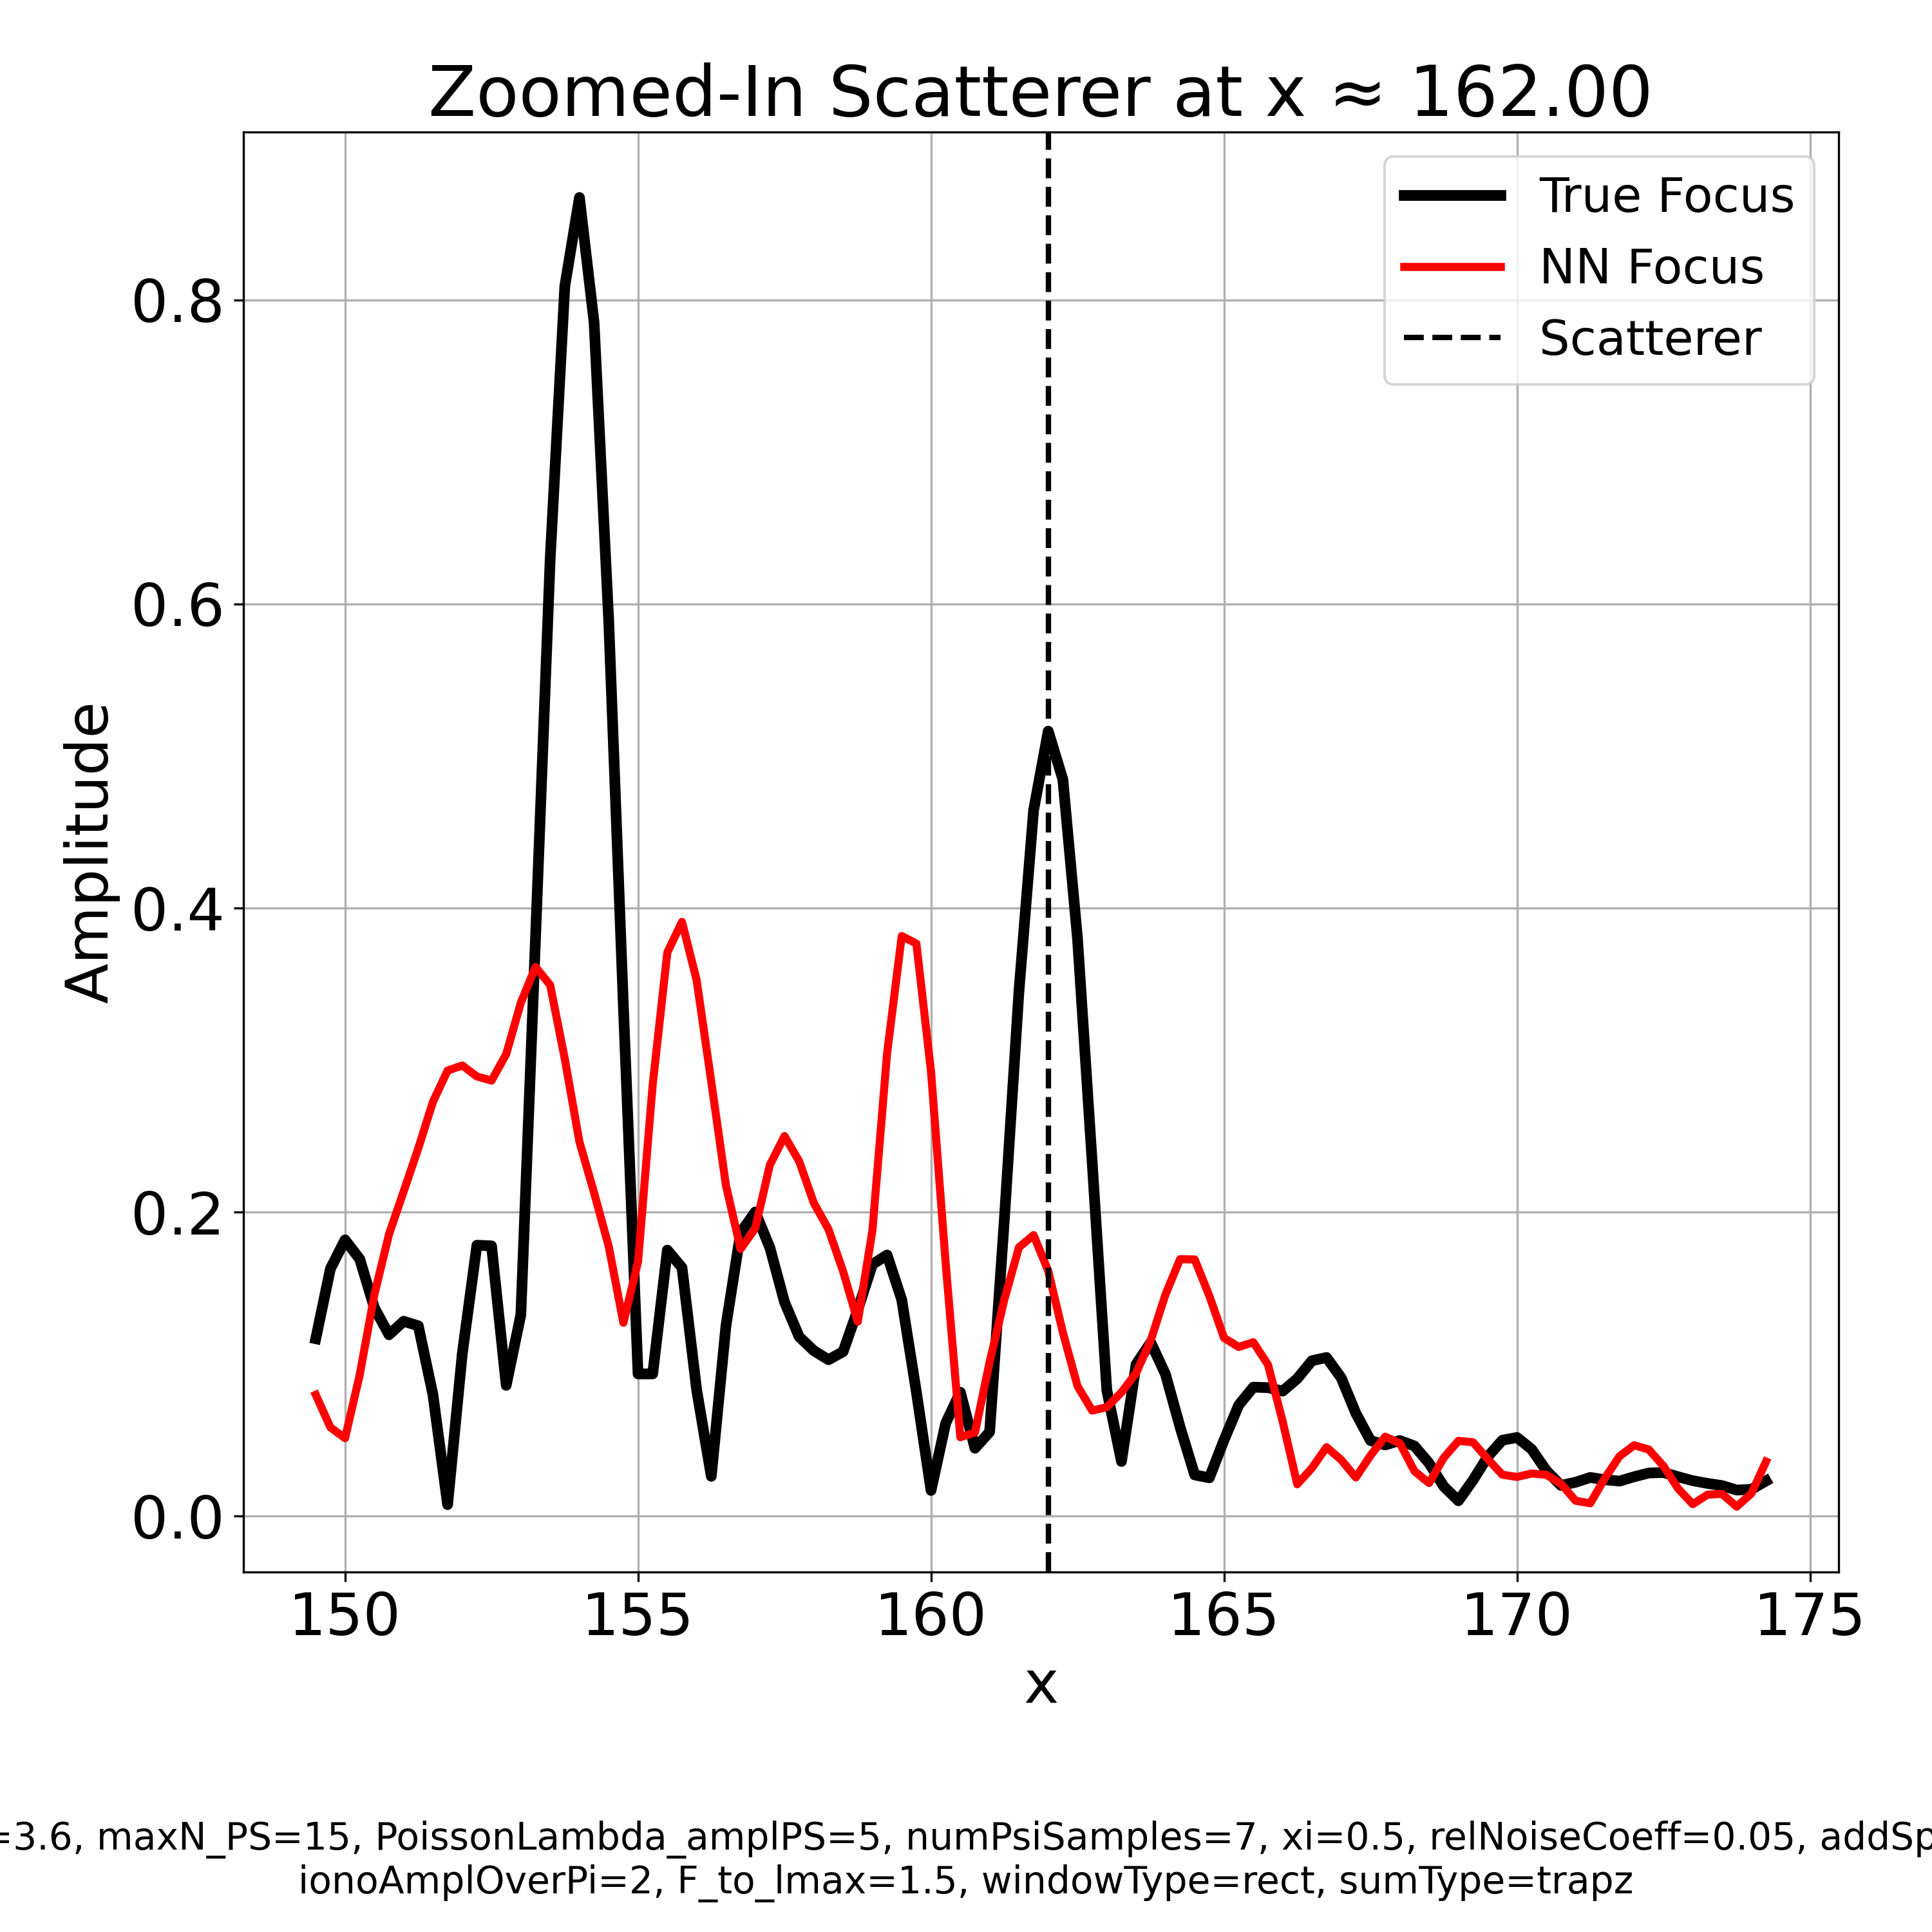 Zoomed-In Scatterer at x ≈ 162.00
True Focus
NN Focus
Scatterer
Amplitude
0.8
0.6
0.4
0.2
0.0
150 155 160 165 170 175
x
=3.6, maxN_PS=15, PoissonLambda_amplPS=5, numPsiSamples=7, xi=0.5, relNoiseCoeff=0.05, addSp
ionoAmplOverPi=2, F_to_lmax=1.5, windowType=rect, sumType=trapz